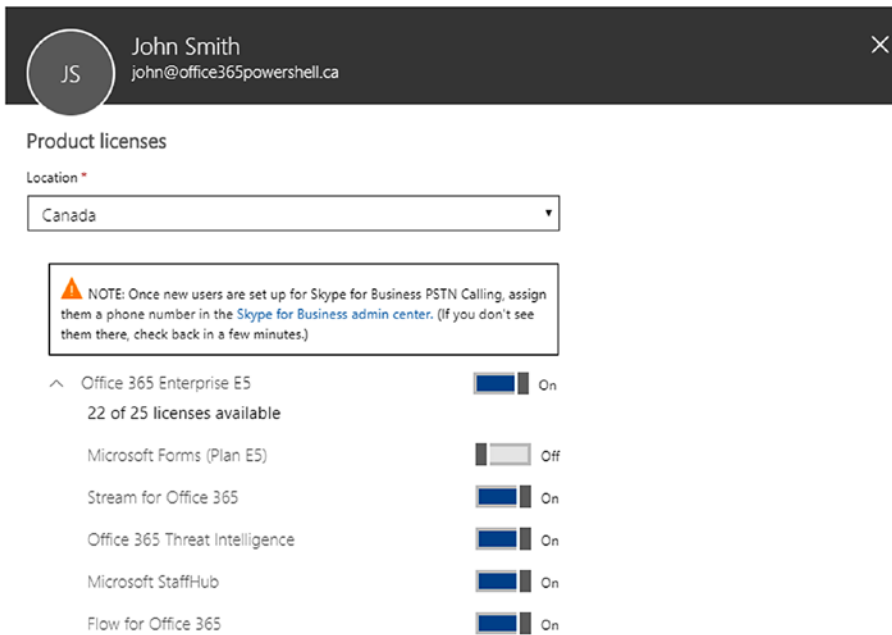 John Smith
JS
john@office365powershell.ca
Product licenses
Location *
Canada
NOTE: Once new users are set up for Skype for Business PSTN Calling, assign
them a phone number in the Skype for Business admin center. (If you don't see
them there, check back in a few minutes.)
Office 365 Enterprise E5 On
22 of 25 licenses available
Microsoft Forms (Plan E5) Off
Stream for Office 365 On
Office 365 Threat Intelligence On
Microsoft StaffHub On
Flow for Office 365 On